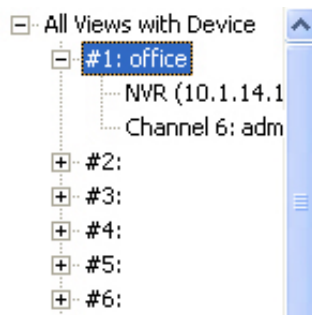 All Views with Device
#1: office
NVR (10.1.14.1
Channel 6: adm
#2:
#3:
#4:
#5:
#6: